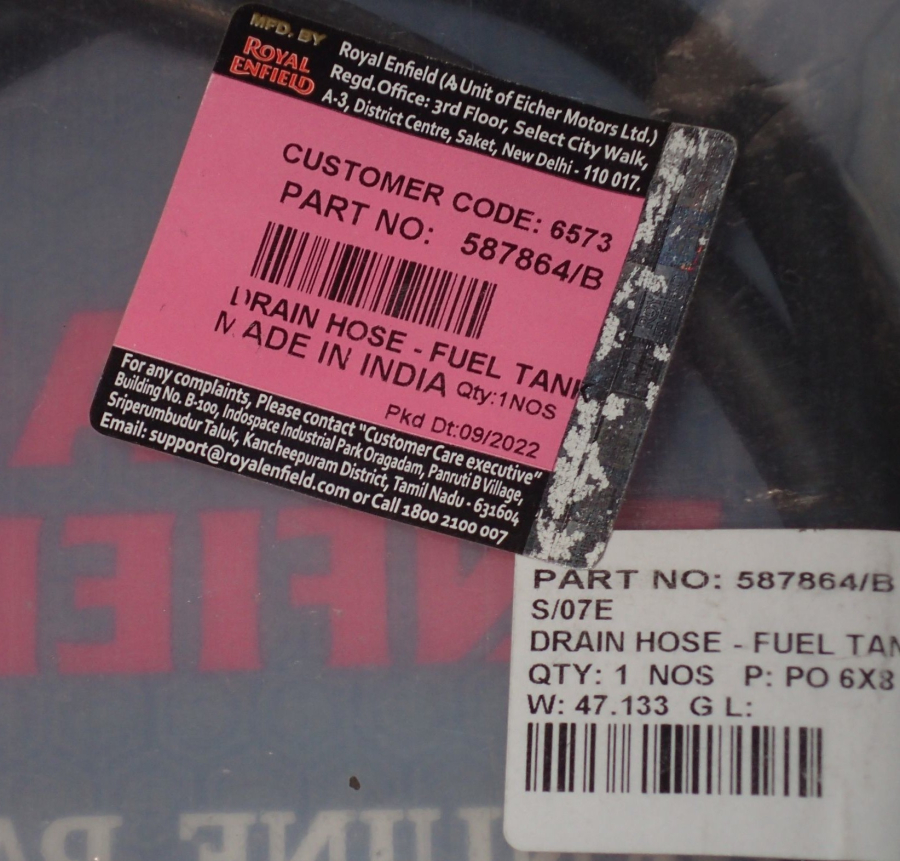 MFD. BY
ROYAL
ENFIELD
Royal Enfield (A Unit of Eicher Motors Ltd.)
Regd.Office: 3rd Floor, Select City Walk,
A-3, District Centre, Saket, New Delhi - 110 017.
CUSTOMER CODE: 6573
PART NO: 587864/B
DRAIN HOSE - FUEL TANK
MADE IN INDIA Qty:1NOS
Pkd Dt:09/2022
For any complaints, Please contact "Customer Care executive"
Building No. B-100, Indospace Industrial Park Oragadam, Panruti B Village,
Sriperumbudur Taluk, Kancheepuram District, Tamil Nadu - 631604
Email: support@royalenfield.com or Call 1800 2100 007
PART NO: 587864/B
S/07E
DRAIN HOSE - FUEL TAN
QTY: 1 NOS P: PO 6X8
W: 47.133 G L: